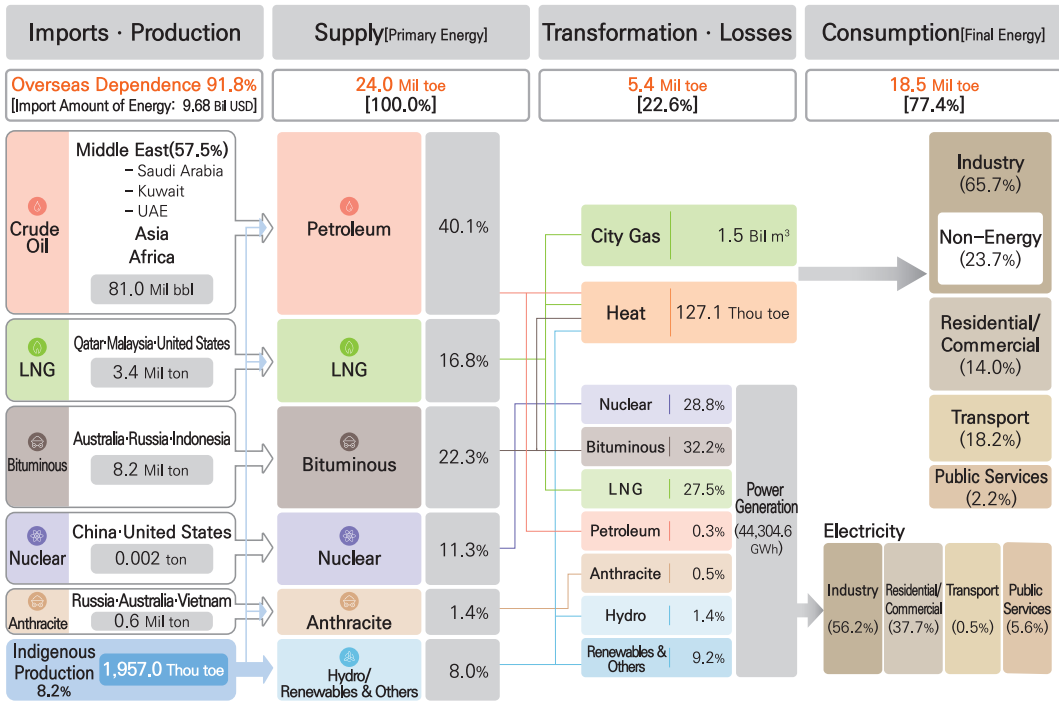 Imports · Production
Supply[Primary Energy]
Transformation · Losses
Consumption[Final Energy]
Overseas Dependence 91.8%
[Import Amount of Energy: 9.68 Bil USD]
24.0 Mil toe
[100.0%]
5.4 Mil toe
[22.6%]
18.5 Mil toe
[77.4%]
Crude
Oil
Middle East(57.5%)
– Saudi Arabia
– Kuwait
– UAE
Asia
Africa
81.0 Mil bbl
LNG
Qatar·Malaysia·United States
3.4 Mil ton
Bituminous
Australia·Russia·Indonesia
8.2 Mil ton
Nuclear
China·United States
0.002 ton
Anthracite
Russia·Australia·Vietnam
0.6 Mil ton
Indigenous
Production
8.2%
1,957.0 Thou toe
Petroleum
40.1%
LNG
16.8%
Bituminous
22.3%
Nuclear
11.3%
Anthracite
1.4%
Hydro/
Renewables & Others
8.0%
City Gas
1.5 Bil m³
Heat
127.1 Thou toe
Nuclear
28.8%
Bituminous
32.2%
LNG
27.5%
Petroleum
0.3%
Anthracite
0.5%
Hydro
1.4%
Renewables &
Others
9.2%
Power
Generation
(44,304.6
GWh)
Industry
(65.7%)
Non-Energy
(23.7%)
Residential/
Commercial
(14.0%)
Transport
(18.2%)
Public Services
(2.2%)
Electricity
Industry
(56.2%)
Residential/
Commercial
(37.7%)
Transport
(0.5%)
Public
Services
(5.6%)